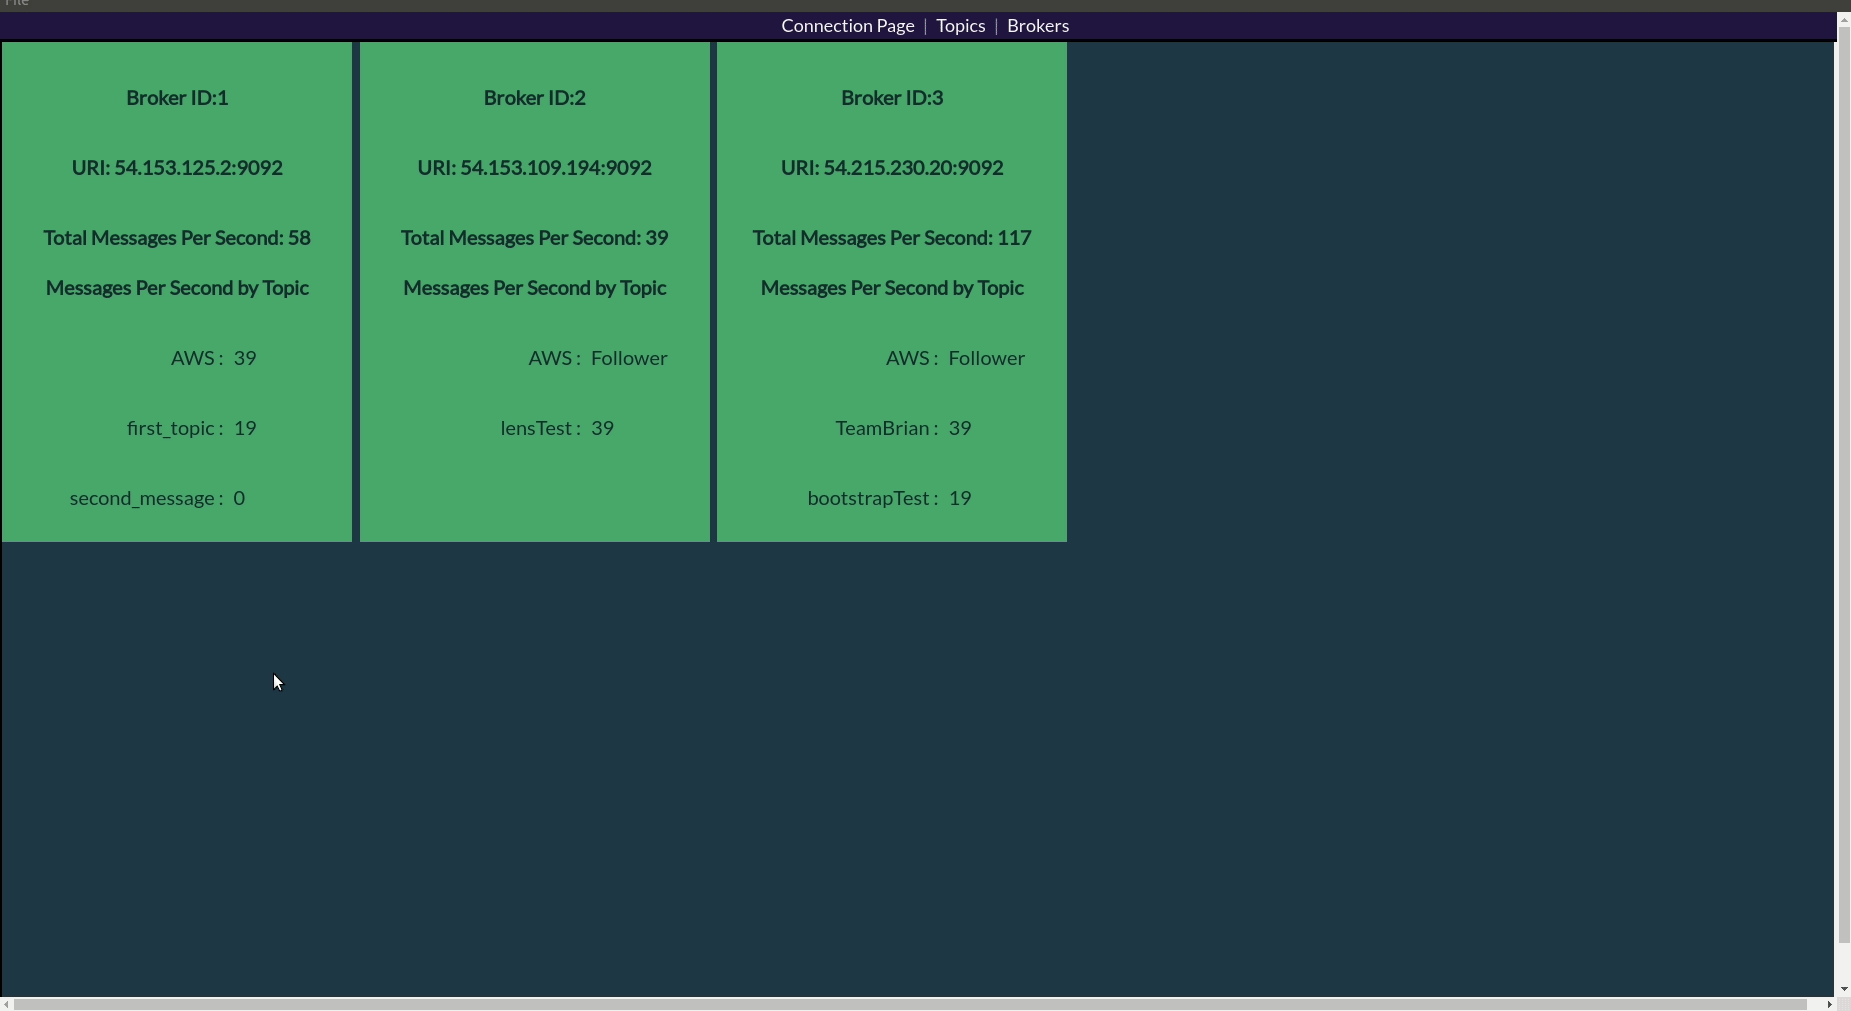 File
Connection Page | Topics | Brokers
Broker ID:1
URI: 54.153.125.2:9092
Total Messages Per Second: 58
Messages Per Second by Topic
AWS : 39
first_topic : 19
second_message : 0
Broker ID:2
URI: 54.153.109.194:9092
Total Messages Per Second: 39
Messages Per Second by Topic
AWS : Follower
lensTest : 39
Broker ID:3
URI: 54.215.230.20:9092
Total Messages Per Second: 117
Messages Per Second by Topic
AWS : Follower
TeamBrian : 39
bootstrapTest : 19